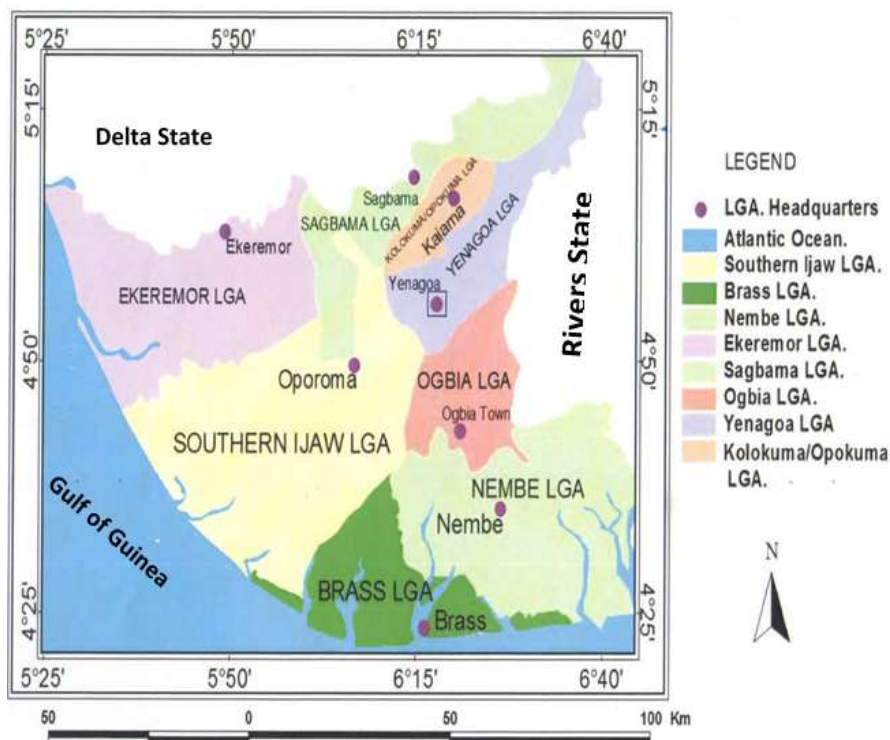 5°25' 5°50' 6°15' 6°40'
5°15'
5°15'
Delta State
Sagbama
SAGBAMA LGA
KOLOKUMA/OPOKUMA LGA
Kaiama
YENAGOA LGA
Ekeremor
EKEREMOR LGA
Yenagoa
Rivers State
4°50'
4°50'
Oporoma
OGBIA LGA
Ogbia Town
SOUTHERN IJAW LGA
NEMBE LGA
Nembe
Gulf of Guinea
BRASS LGA
Brass
4°25'
4°25'
5°25' 5°50' 6°15' 6°40'
50 0 50 100 Km
LEGEND
LGA. Headquarters
Atlantic Ocean.
Southern Ijaw LGA.
Brass LGA.
Nembe LGA.
Ekeremor LGA.
Sagbama LGA.
Ogbia LGA.
Yenagoa LGA
Kolokuma/Opokuma
LGA.
N